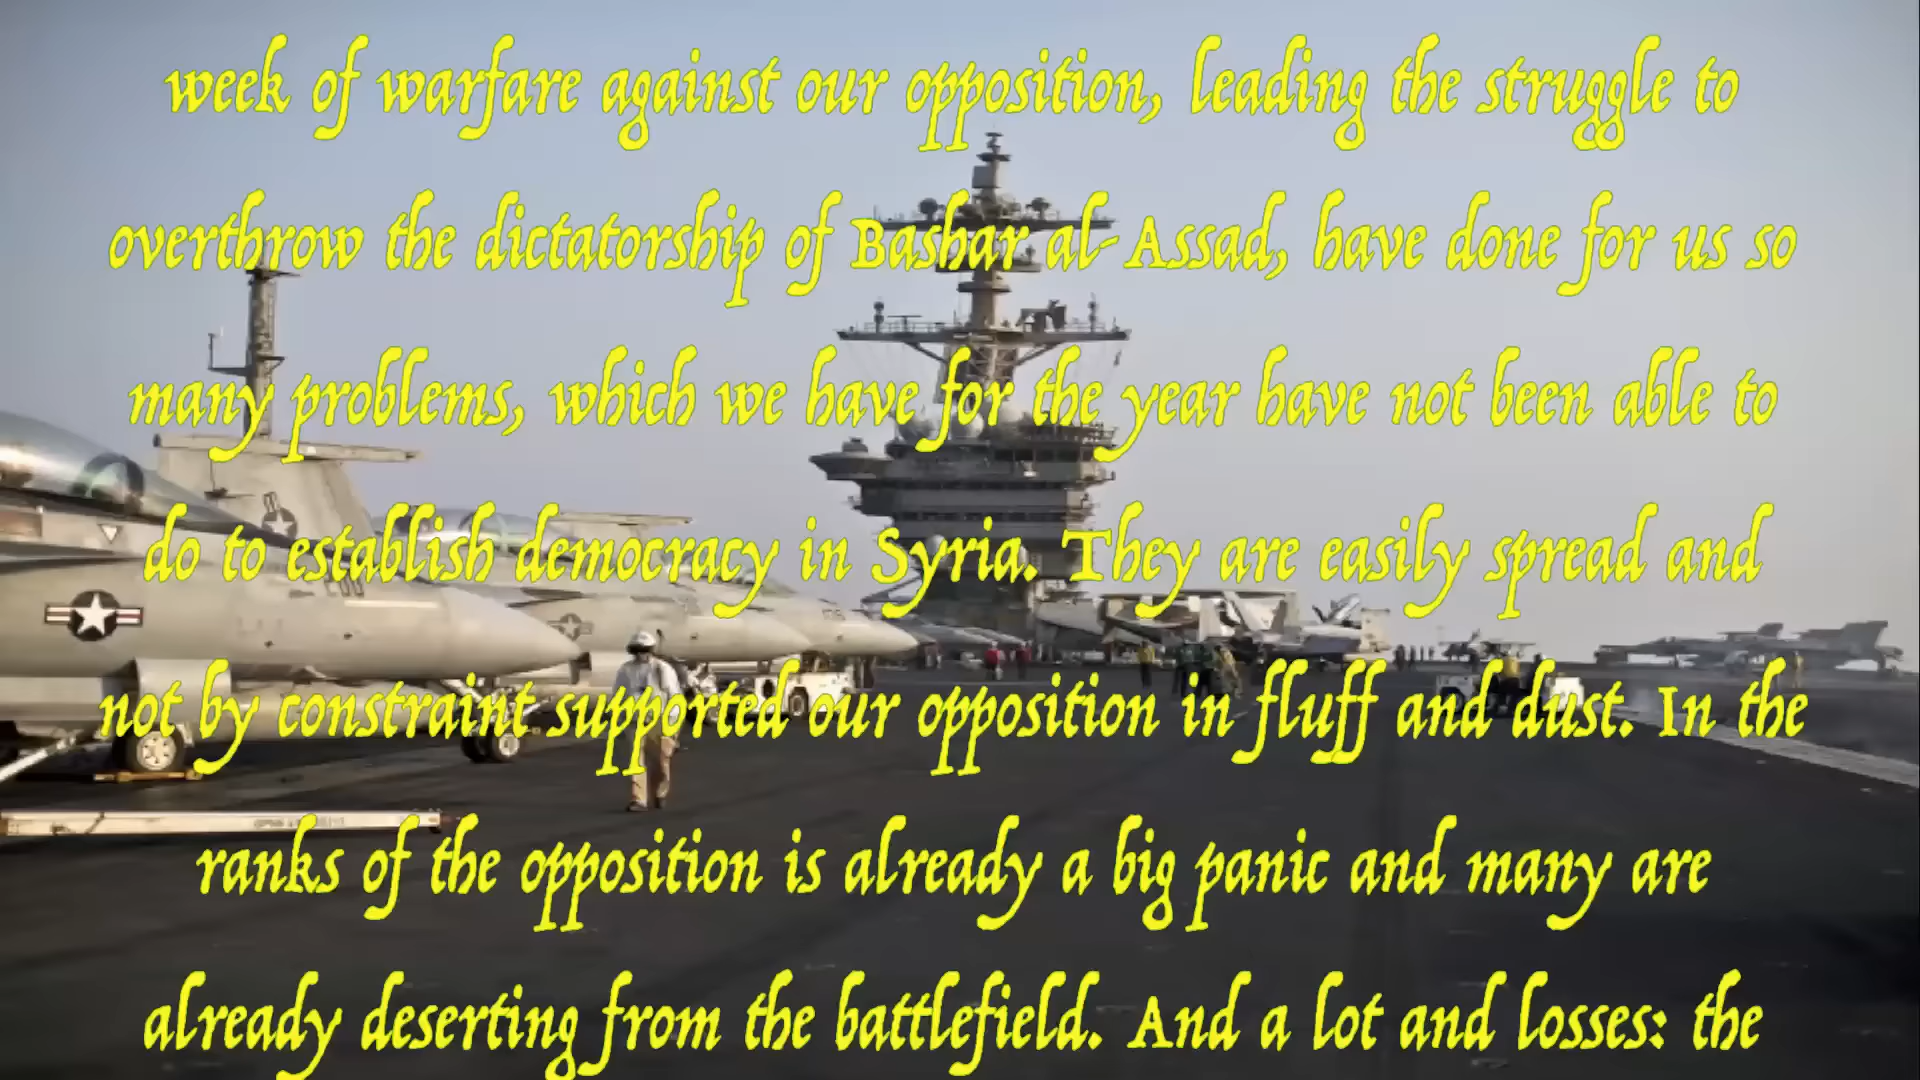 week of warfare against our opposition, leading the struggle to
overthrow the dictatorship of Bashar al-Assad, have done for us so
many problems, which we have for the year have not been able to
do to establish democracy in Syria. They are easily spread and
not by constraint supported our opposition in fluff and dust. In the
ranks of the opposition is already a big panic and many are
already deserting from the battlefield. And a lot and losses: the